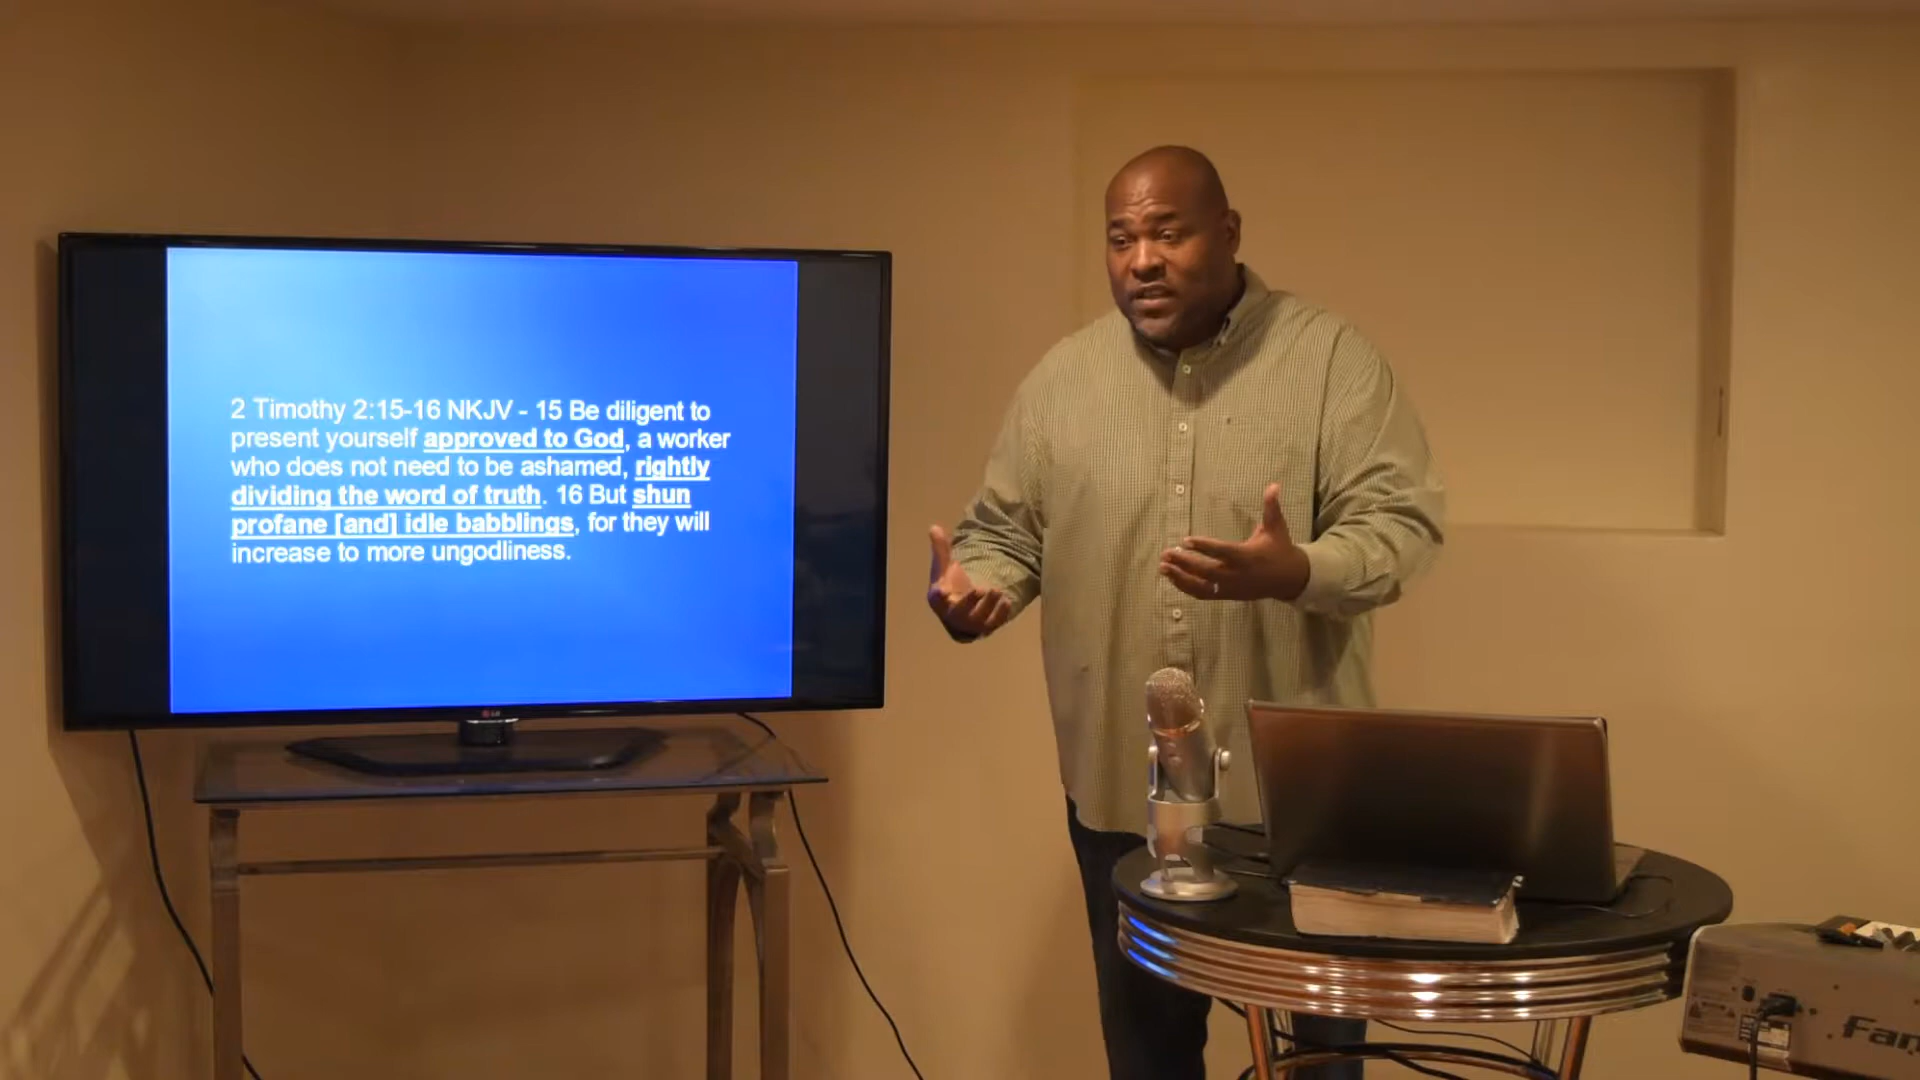 2 Timothy 2:15-16 NKJV - 15 Be diligent to
present yourself approved to God, a worker
who does not need to be ashamed, rightly
dividing the word of truth. 16 But shun
profane [and] idle babblings, for they will
increase to more ungodliness.
LG
Fan